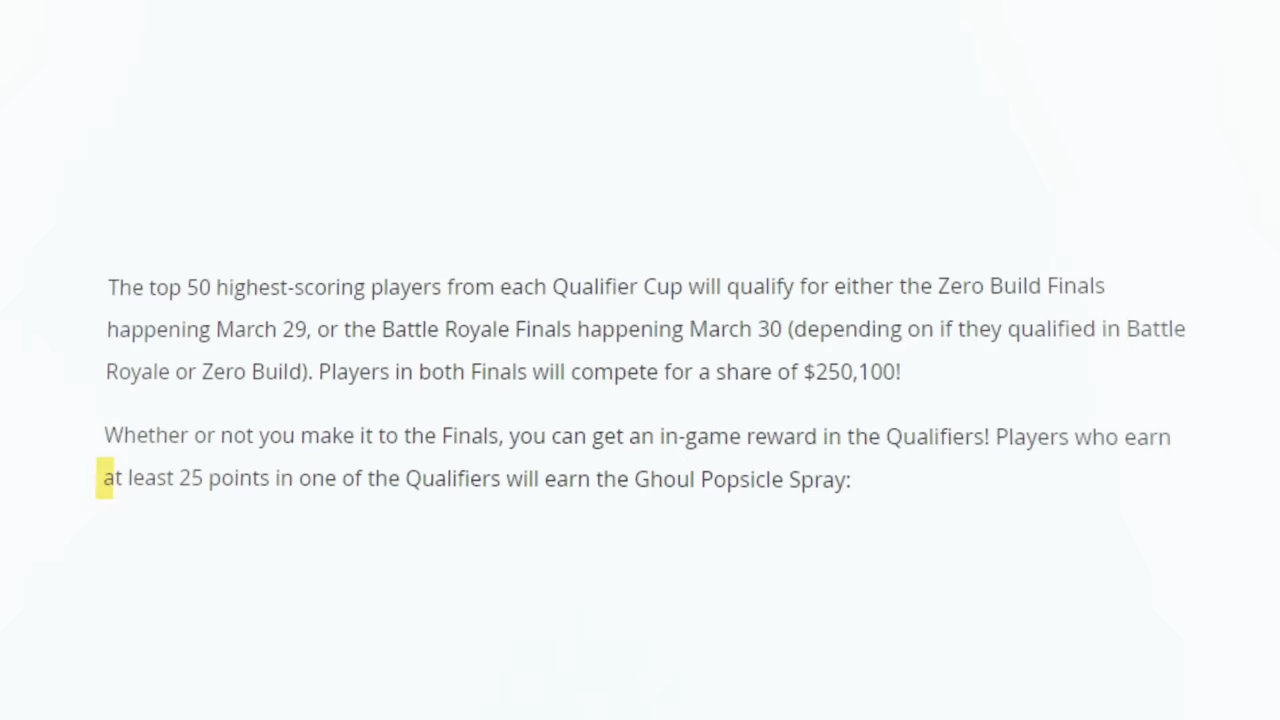 The top 50 highest-scoring players from each Qualifier Cup will qualify for either the Zero Build Finals
happening March 29, or the Battle Royale Finals happening March 30 (depending on if they qualified in Battle
Royale or Zero Build). Players in both Finals will compete for a share of $250,100!
Whether or not you make it to the Finals, you can get an in-game reward in the Qualifiers! Players who earn
at least 25 points in one of the Qualifiers will earn the Ghoul Popsicle Spray: